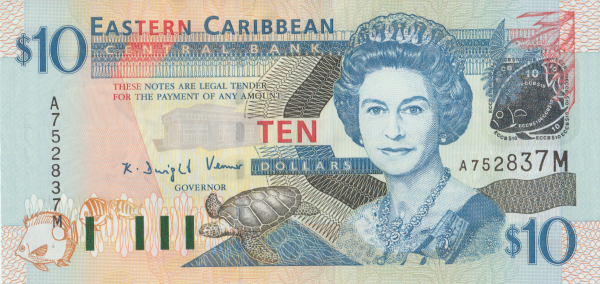 $10
EASTERN CARIBBEAN
CENTRAL BANK
THESE NOTES ARE LEGAL TENDER
FOR THE PAYMENT OF ANY AMOUNT
TEN
DOLLARS
K. Dwight Venner
GOVERNOR
A752837M
A752837M
10
$10